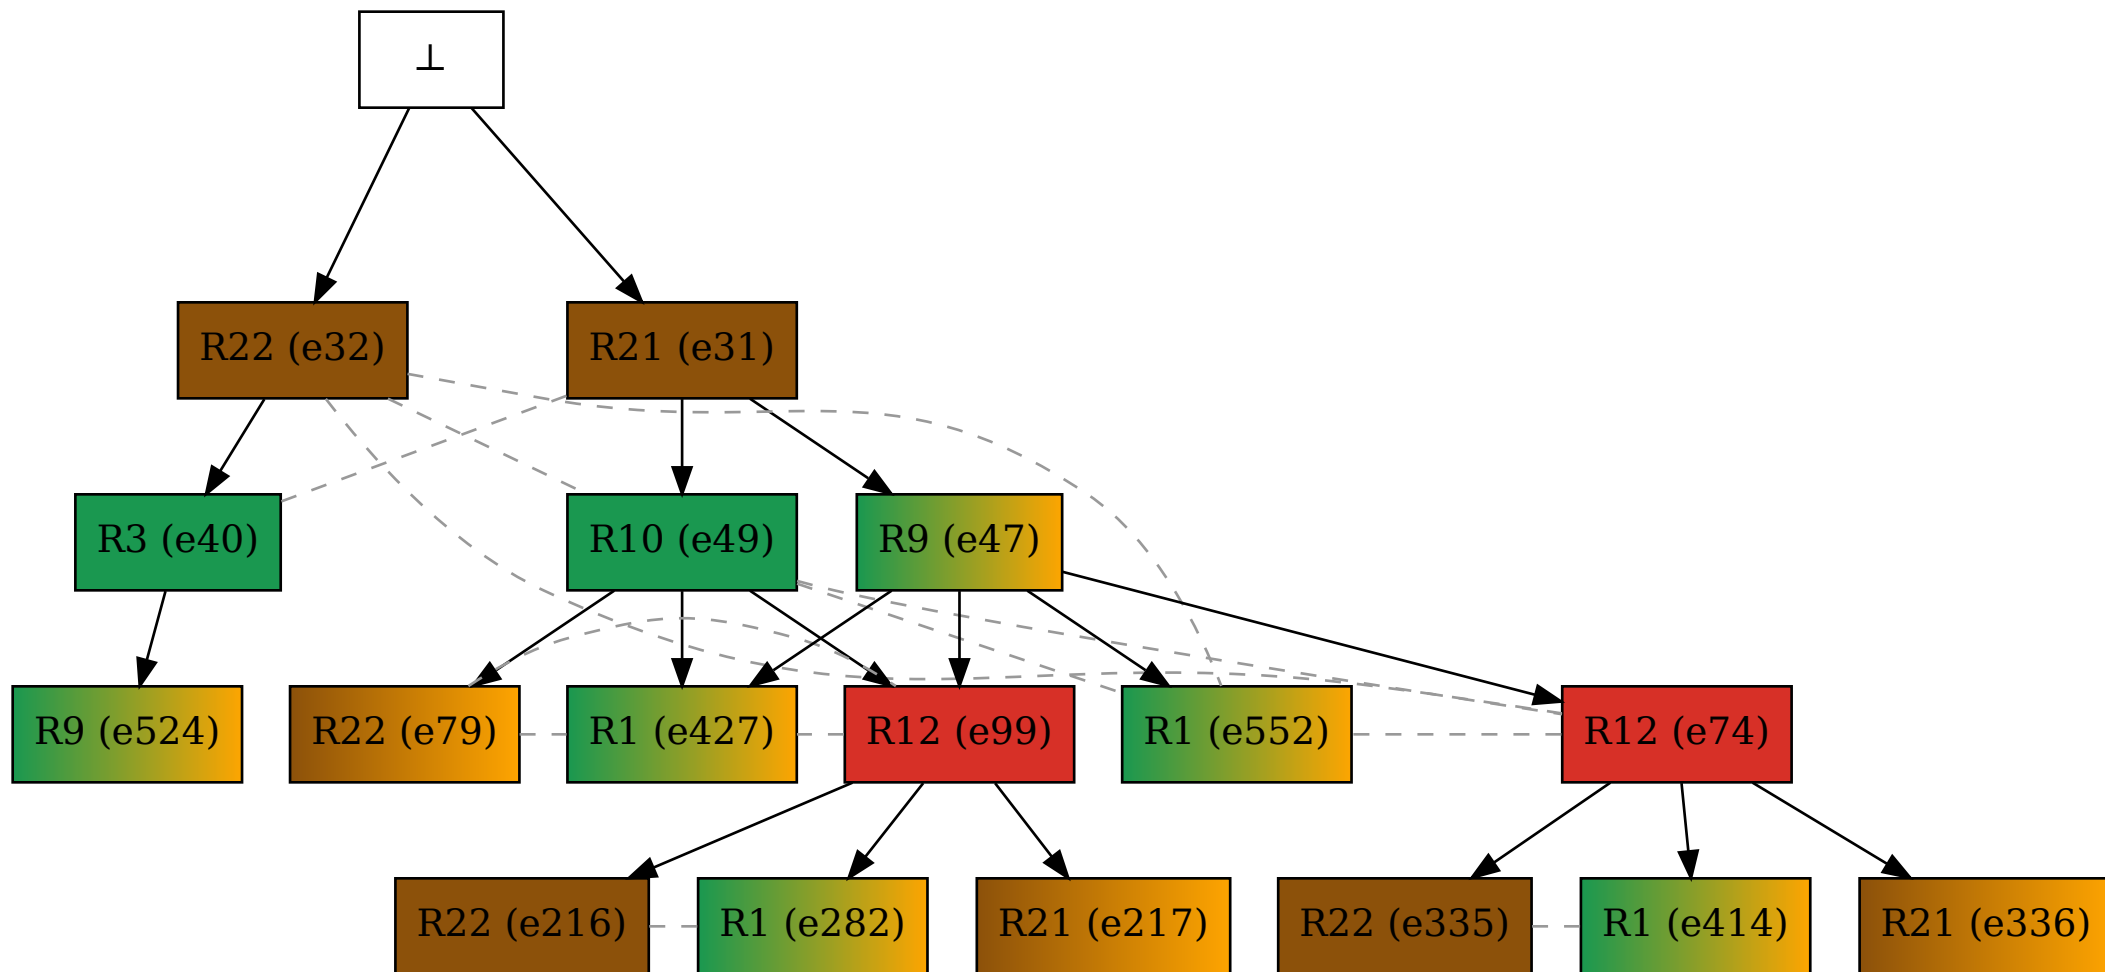 ⊥
R22 (e32)
R21 (e31)
R3 (e40)
R10 (e49)
R9 (e47)
R9 (e524)
R22 (e79)
R1 (e427)
R12 (e99)
R1 (e552)
R12 (e74)
R22 (e216)
R1 (e282)
R21 (e217)
R22 (e335)
R1 (e414)
R21 (e336)